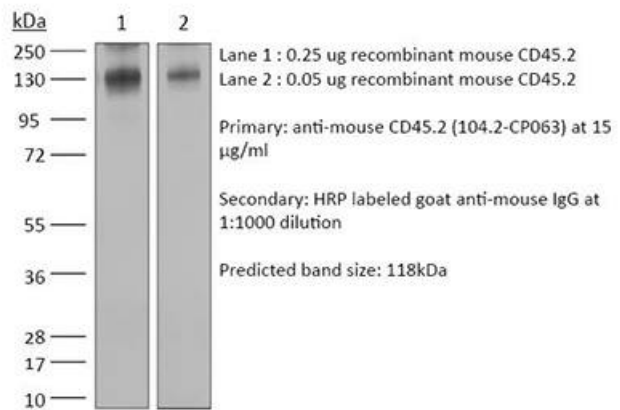 kDa
1 2
250
130
95
72
55
36
28
17
10
Lane 1 : 0.25 ug recombinant mouse CD45.2
Lane 2 : 0.05 ug recombinant mouse CD45.2
Primary: anti-mouse CD45.2 (104.2-CP063) at 15
µg/ml
Secondary: HRP labeled goat anti-mouse IgG at
1:1000 dilution
Predicted band size: 118kDa